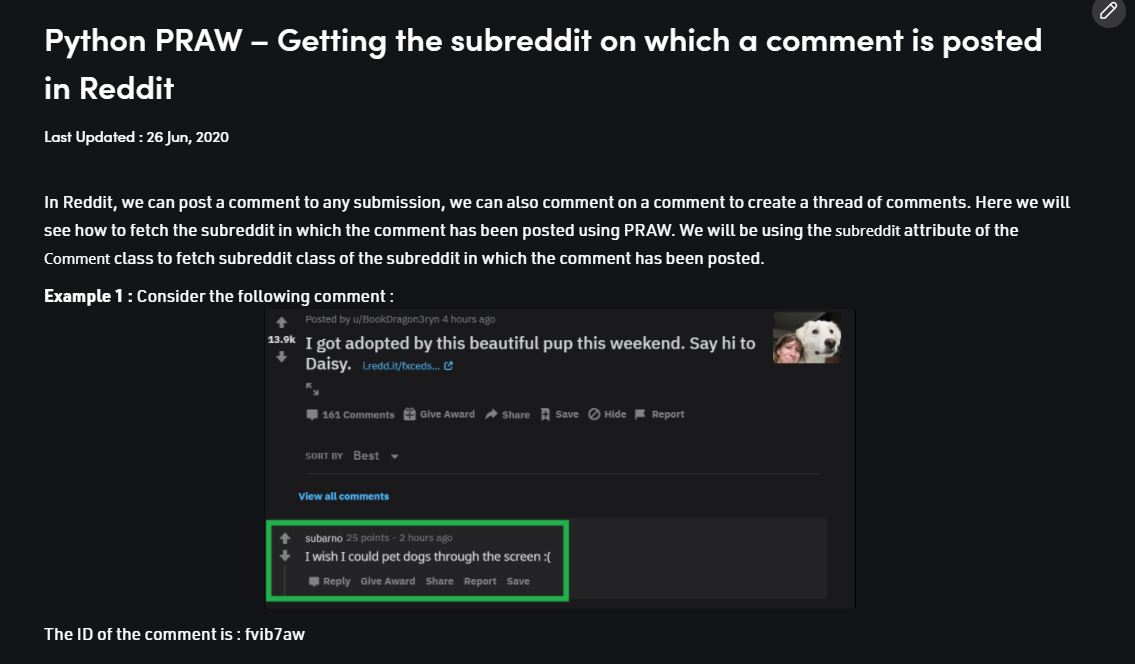 Python PRAW – Getting the subreddit on which a comment is posted
in Reddit
Last Updated : 26 Jun, 2020
In Reddit, we can post a comment to any submission, we can also comment on a comment to create a thread of comments. Here we will
see how to fetch the subreddit in which the comment has been posted using PRAW. We will be using the subreddit attribute of the
Comment class to fetch subreddit class of the subreddit in which the comment has been posted.
Example 1 : Consider the following comment :
Posted by u/BookDragon3ryn 4 hours ago
13.9k
I got adopted by this beautiful pup this weekend. Say hi to
Daisy. i.redd.it/fxceds...
161 Comments Give Award Share Save Hide Report
SORT BY Best
View all comments
subarno 25 points · 2 hours ago
I wish I could pet dogs through the screen :(
Reply Give Award Share Report Save
The ID of the comment is : fvib7aw